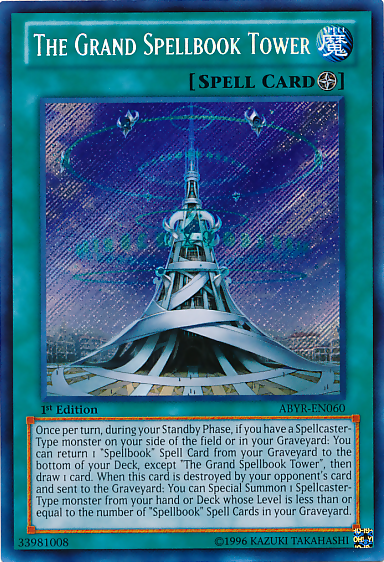 THE GRAND SPELLBOOK TOWER
SPELL
魔
[SPELL CARD]
1st Edition
ABYR-EN060
Once per turn, during your Standby Phase, if you have a Spellcaster-
Type monster on your side of the field or in your Graveyard: You
can return 1 "Spellbook" Spell Card from your Graveyard to the
bottom of your Deck, except "The Grand Spellbook Tower", then
draw 1 card. When this card is destroyed by your opponent's card
and sent to the Graveyard: You can Special Summon 1 Spellcaster-
Type monster from your hand or Deck whose Level is less than or
equal to the number of "Spellbook" Spell Cards in your Graveyard.
33981008
©1996 KAZUKI TAKAHASHI